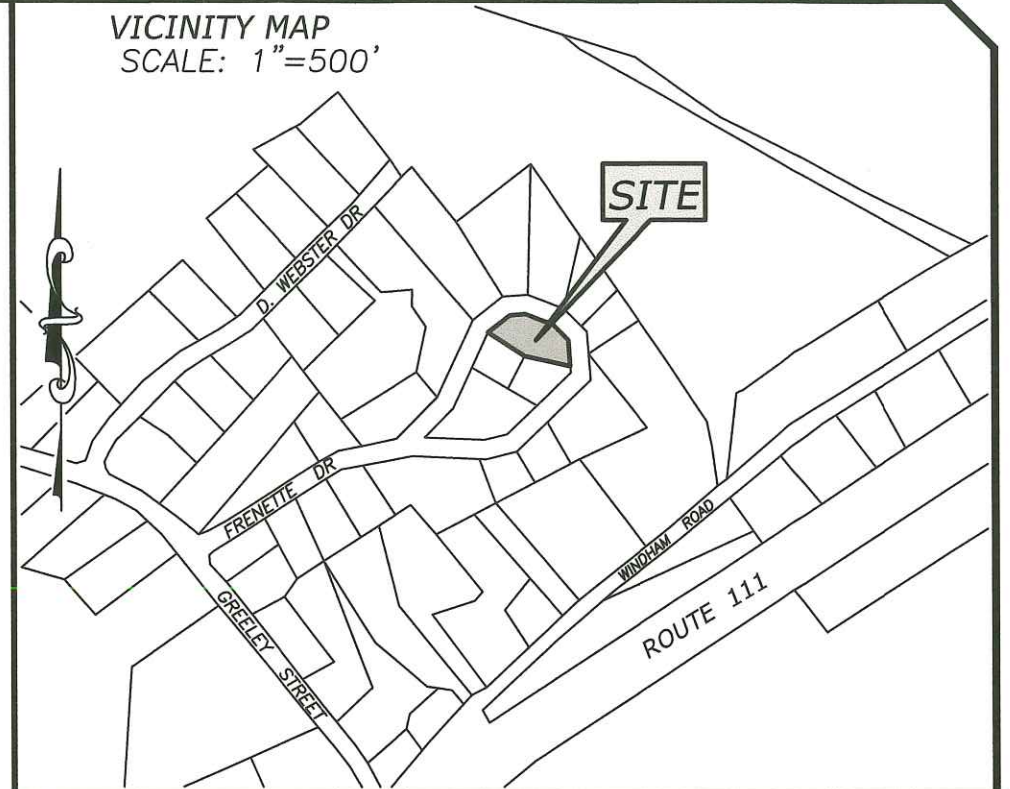 VICINITY MAP
SCALE: 1"=500'
SITE
D. WEBSTER DR
FRENETTE DR
WINDHAM ROAD
ROUTE 111
GREELEY STREET